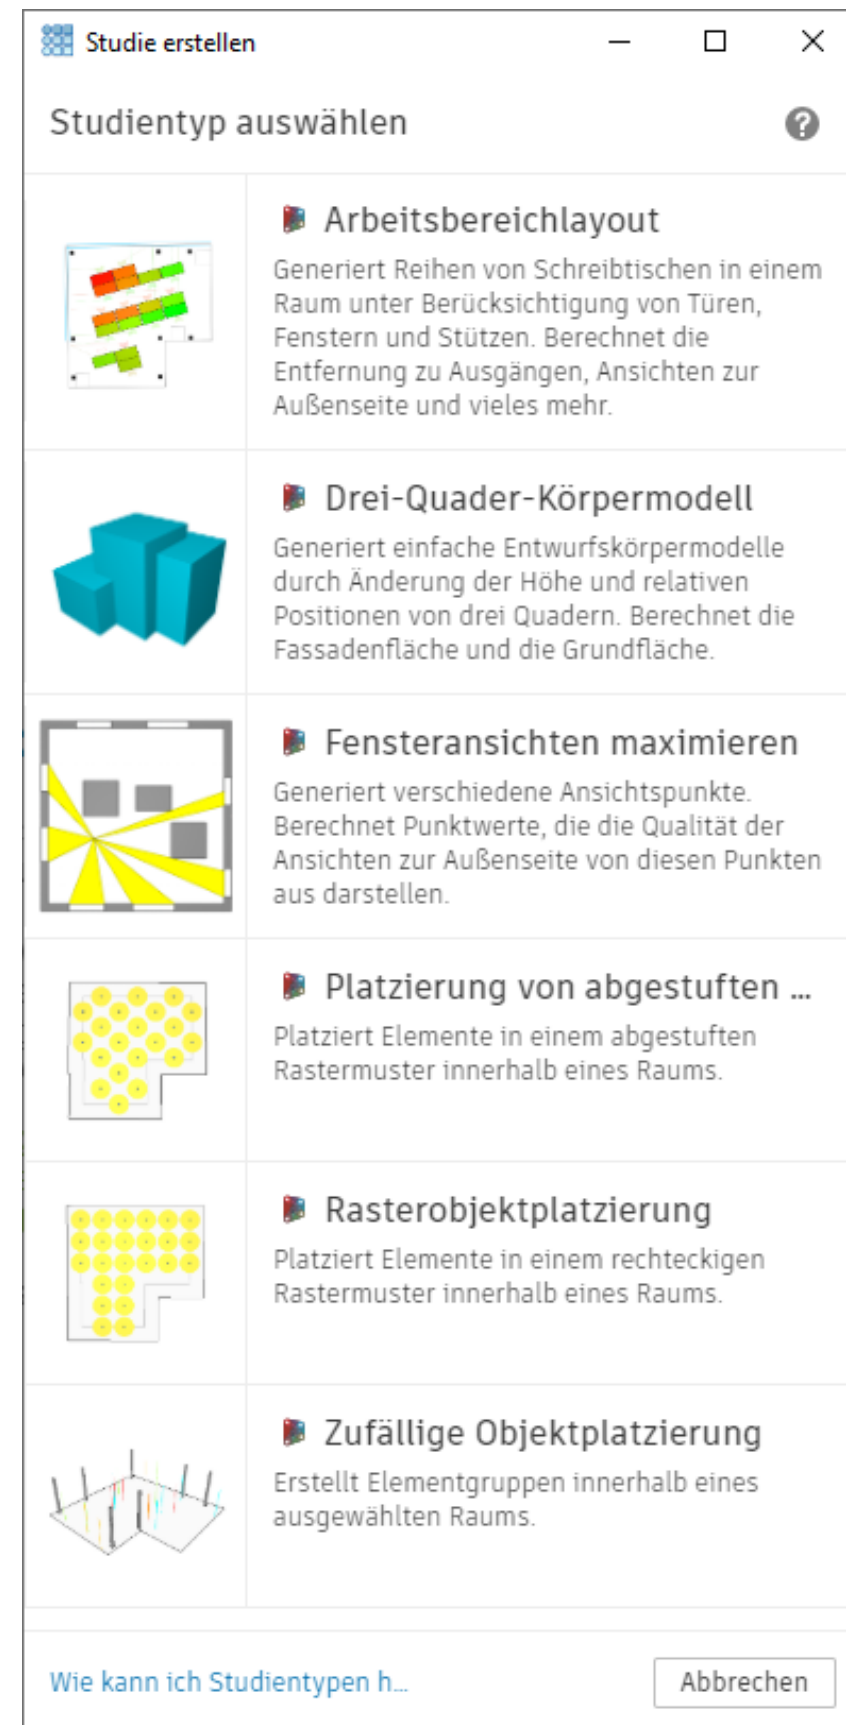 Studie erstellen
Studientyp auswählen
Arbeitsbereichlayout
Generiert Reihen von Schreibtischen in einem
Raum unter Berücksichtigung von Türen,
Fenstern und Stützen. Berechnet die
Entfernung zu Ausgängen, Ansichten zur
Außenseite und vieles mehr.
Drei-Quader-Körpermodell
Generiert einfache Entwurfskörpermodelle
durch Änderung der Höhe und relativen
Positionen von drei Quadern. Berechnet die
Fassadenfläche und die Grundfläche.
Fensteransichten maximieren
Generiert verschiedene Ansichtspunkte.
Berechnet Punktwerte, die die Qualität der
Ansichten zur Außenseite von diesen Punkten
aus darstellen.
Platzierung von abgestuften ...
Platziert Elemente in einem abgestuften
Rastermuster innerhalb eines Raums.
Rasterobjektplatzierung
Platziert Elemente in einem rechteckigen
Rastermuster innerhalb eines Raums.
Zufällige Objektplatzierung
Erstellt Elementgruppen innerhalb eines
ausgewählten Raums.
Wie kann ich Studientypen h...
Abbrechen